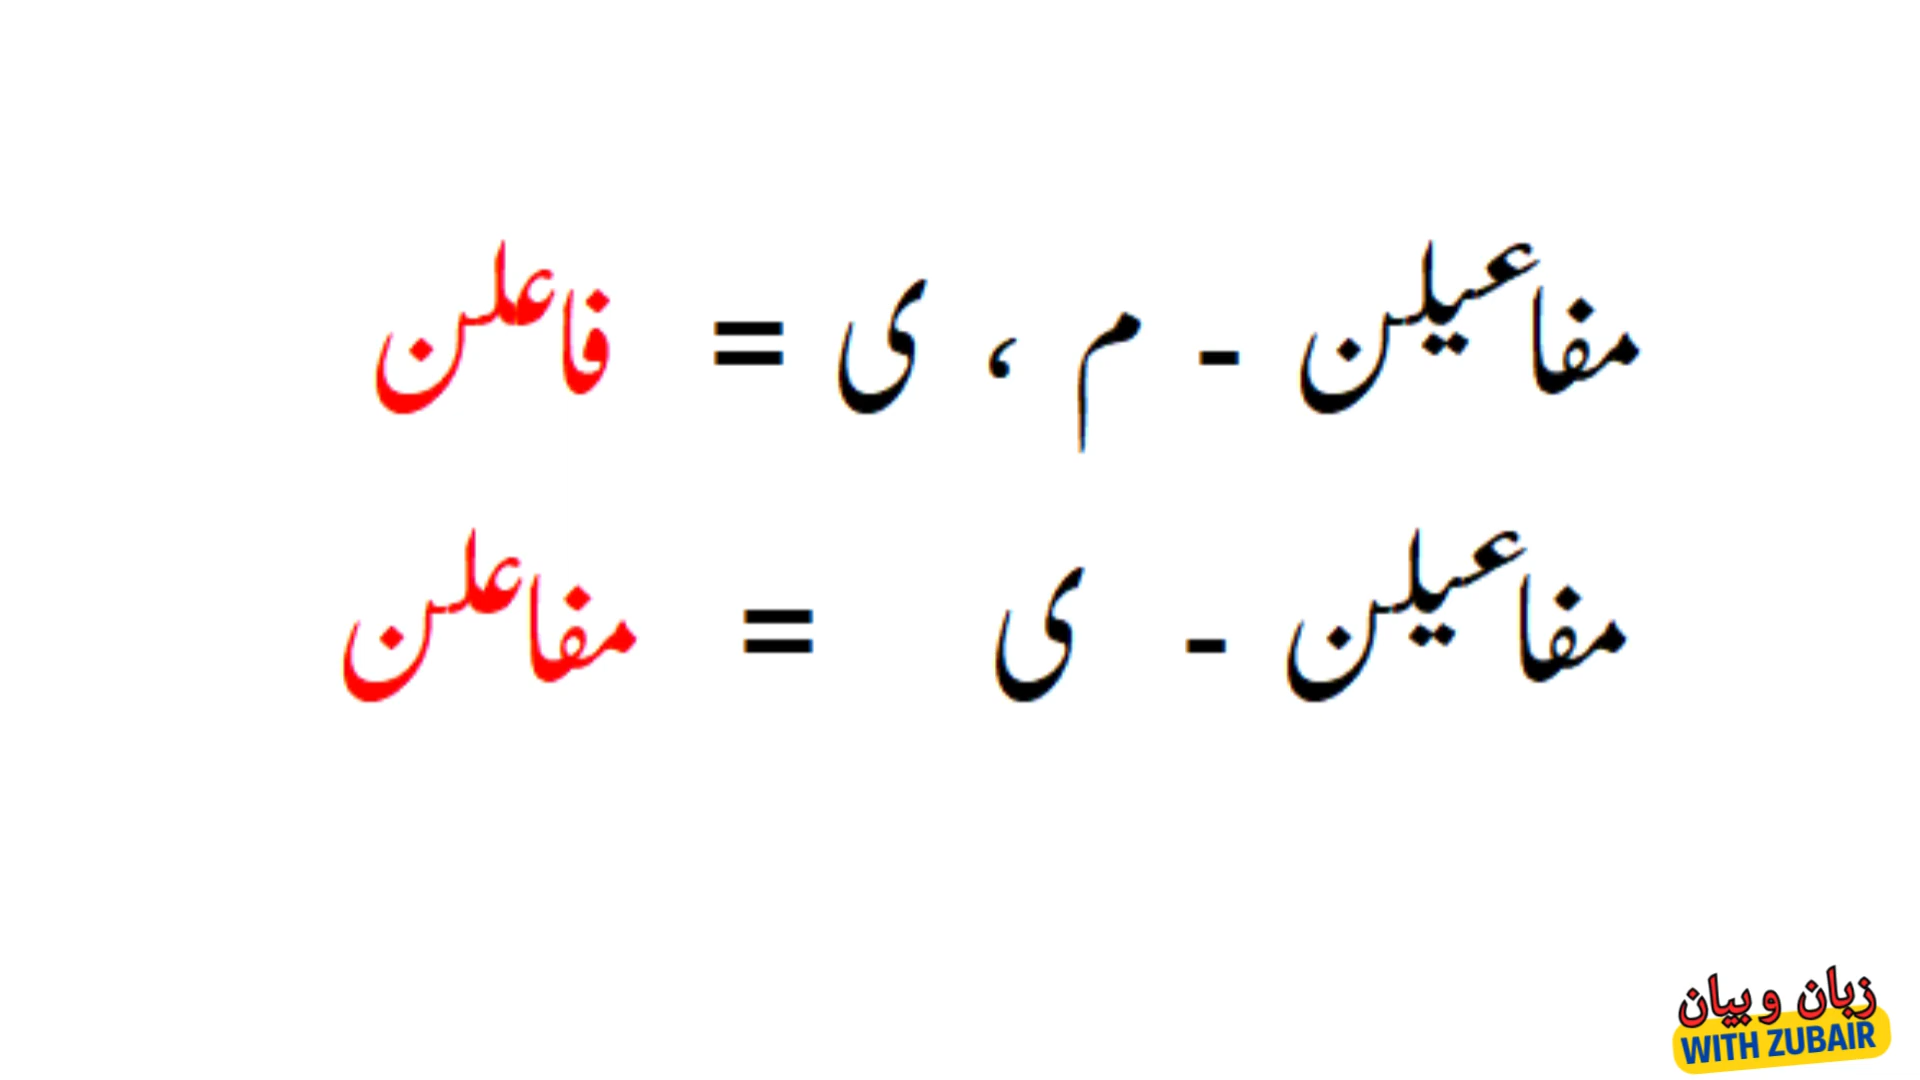 مفاعیلن - م ، ی = فاعلن
مفاعیلن - ی = مفاعلن
زبان و بیان
WITH ZUBAIR